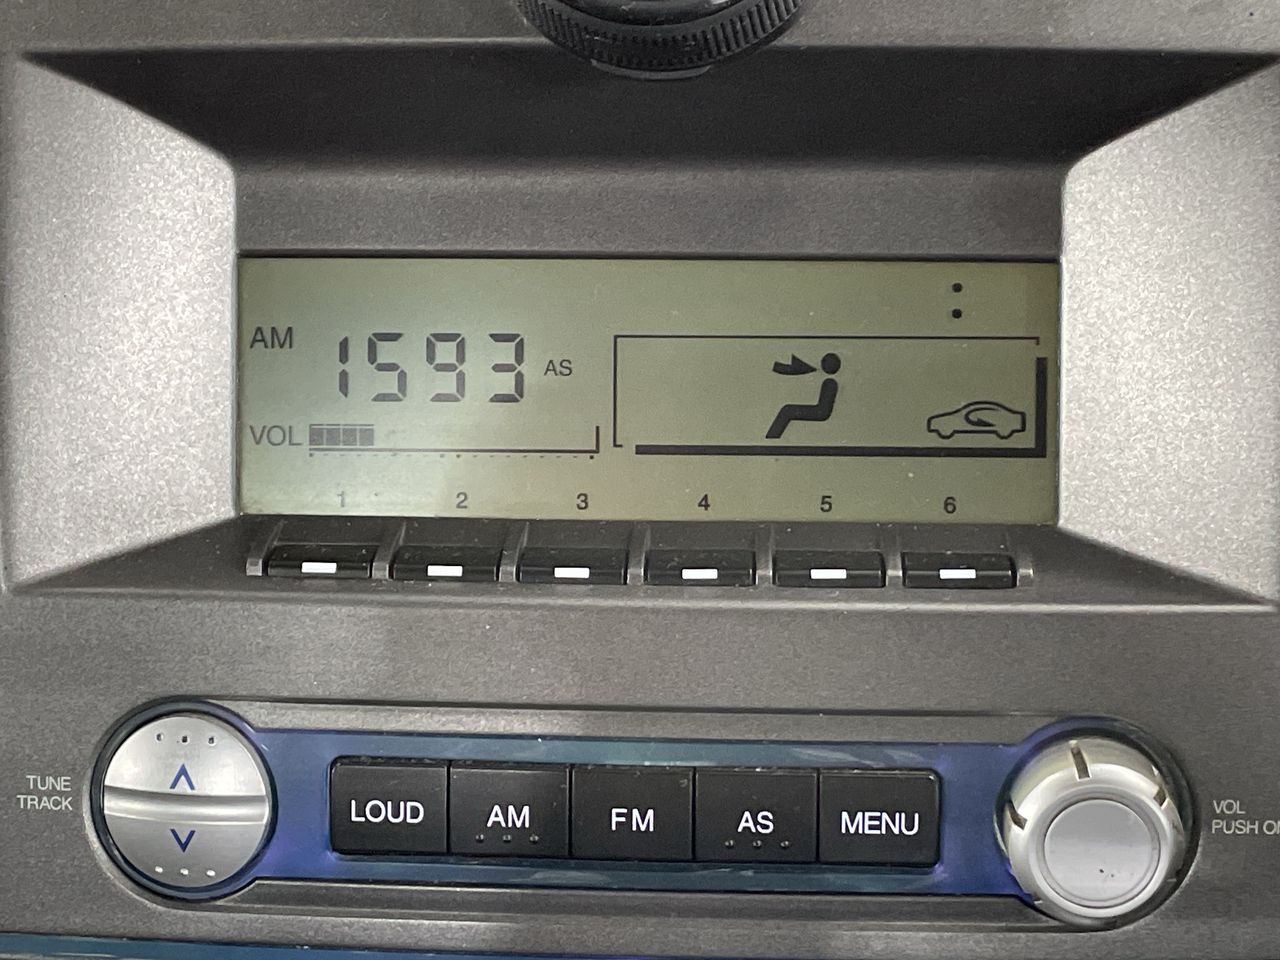 AM 1593 AS
:
VOL
1 2 3 4 5 6
TUNE
TRACK
LOUD AM FM AS MENU
VOL
PUSH ON